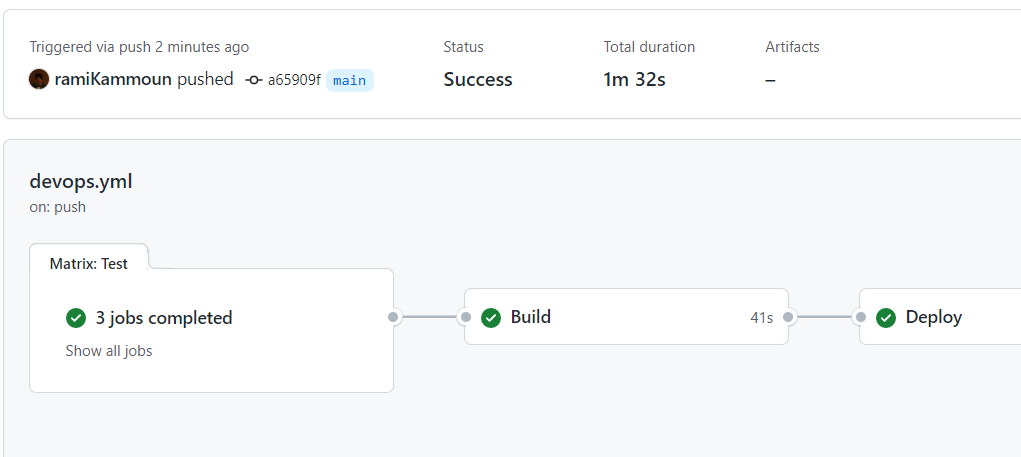 Triggered via push 2 minutes ago
ramiKammoun pushed a65909f main
Status
Success
Total duration
1m 32s
Artifacts
–
devops.yml
on: push
Matrix: Test
3 jobs completed
Show all jobs
Build 41s
Deploy